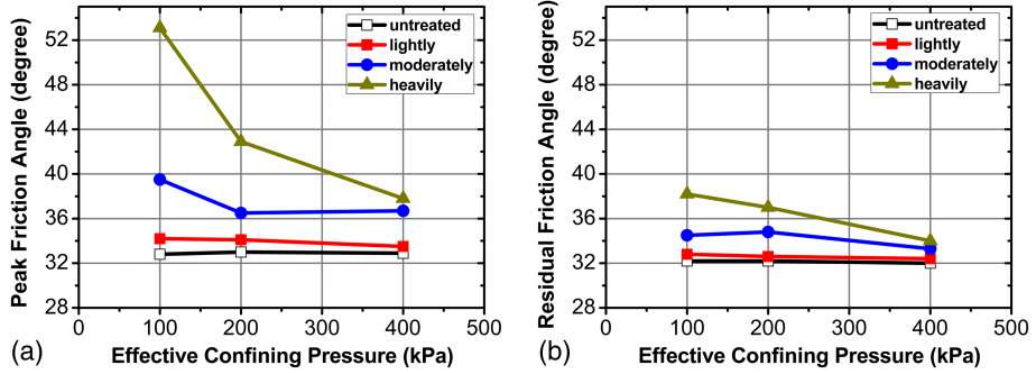 Peak Friction Angle (degree)
52
48
44
40
36
32
28
untreated
lightly
moderately
heavily
0 100 200 300 400 500
(a) Effective Confining Pressure (kPa)
Residual Friction Angle (degree)
52
48
44
40
36
32
28
untreated
lightly
moderately
heavily
0 100 200 300 400 500
(b) Effective Confining Pressure (kPa)